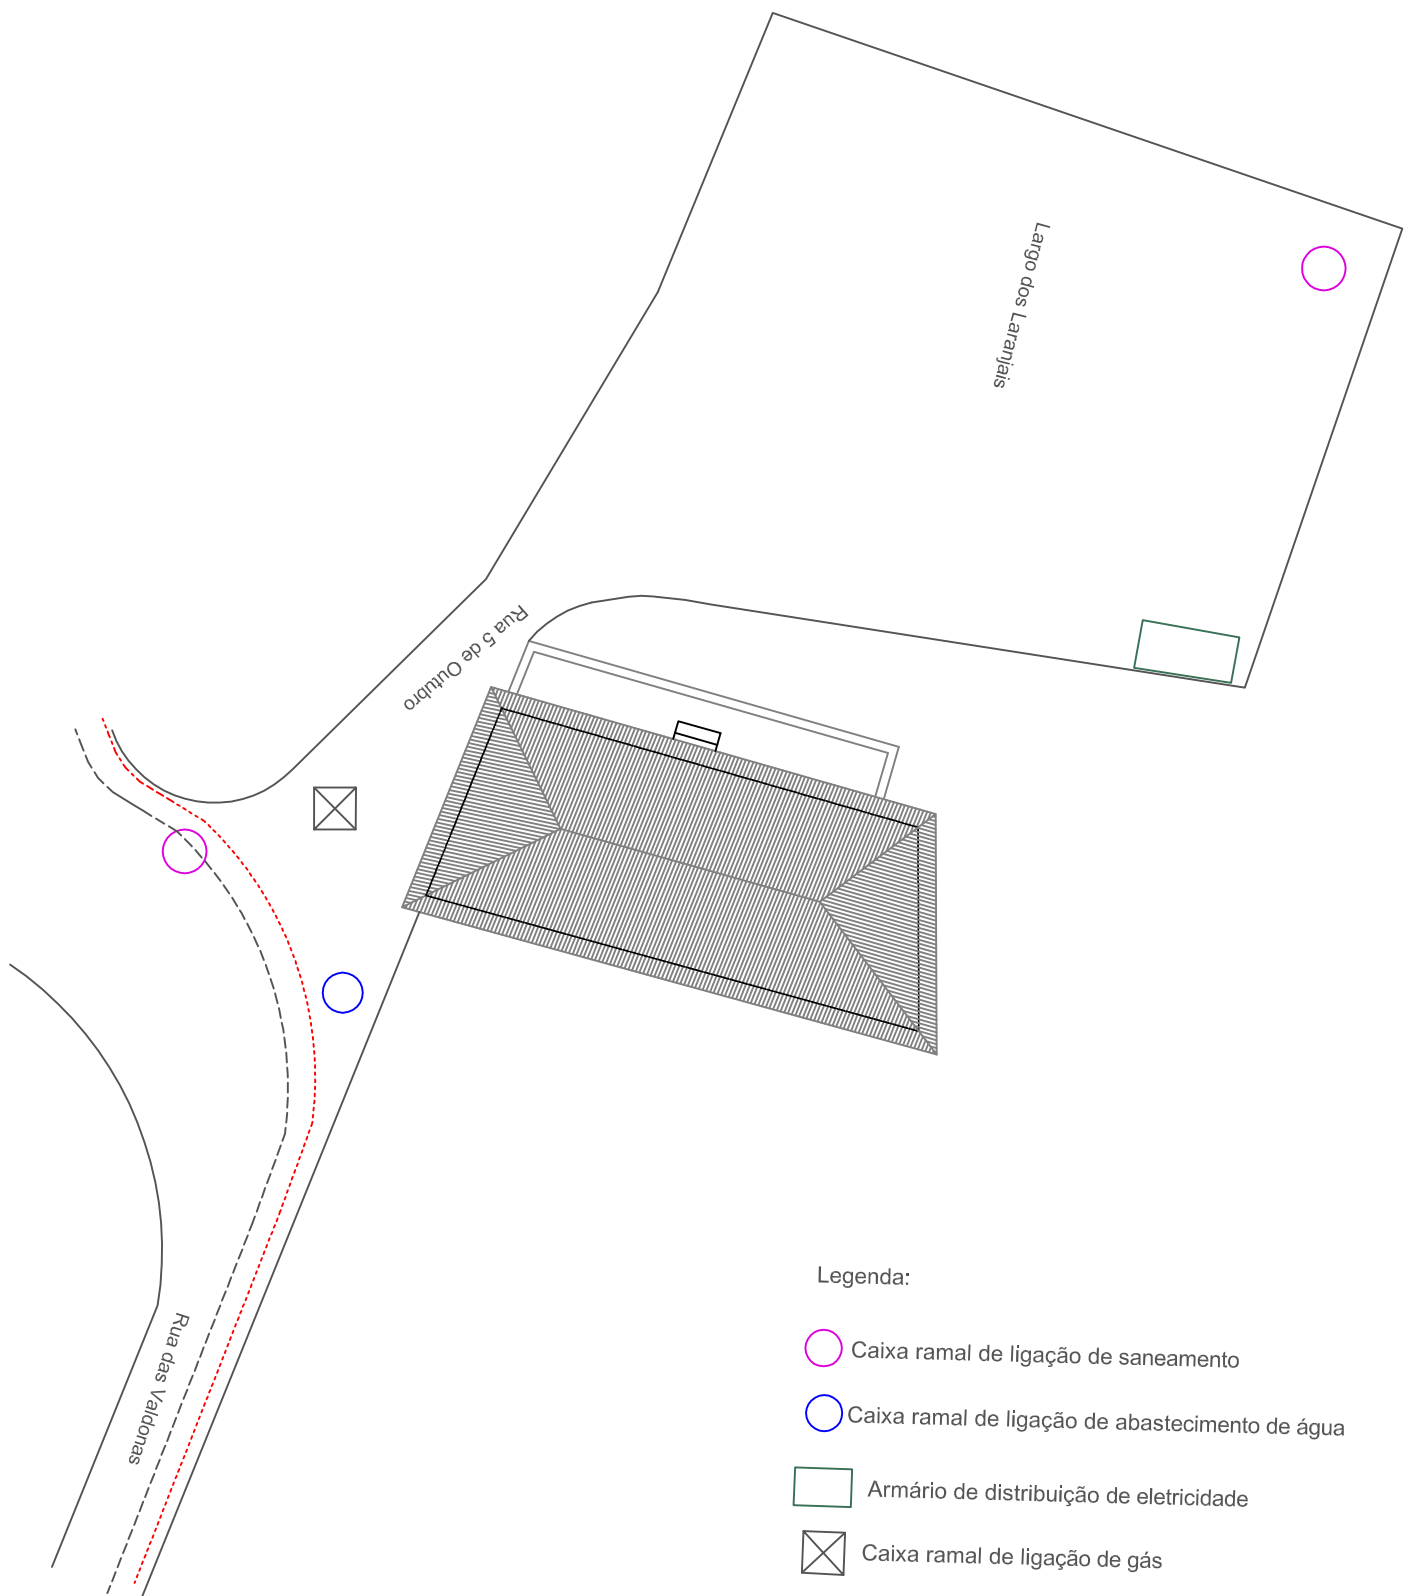 Largo dos Laranjais
Rua 5 de Outubro
Rua das Valdonas
Legenda:
Caixa ramal de ligação de saneamento
Caixa ramal de ligação de abastecimento de água
Armário de distribuição de eletricidade
Caixa ramal de ligação de gás